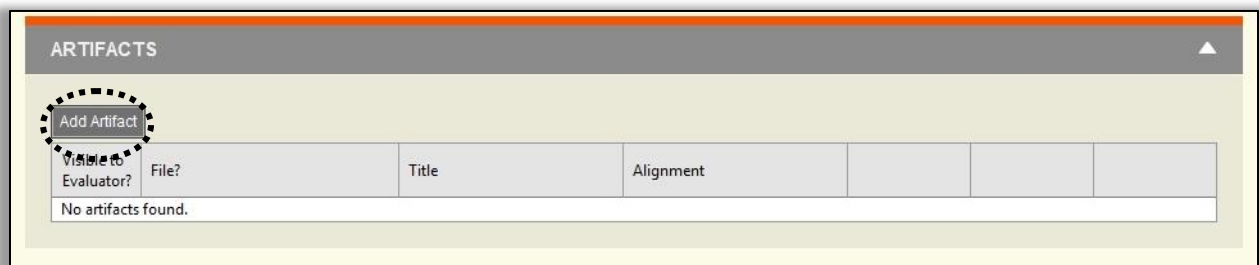 ARTIFACTS
Add Artifact
Visible to
Evaluator?
File?
Title
Alignment
No artifacts found.